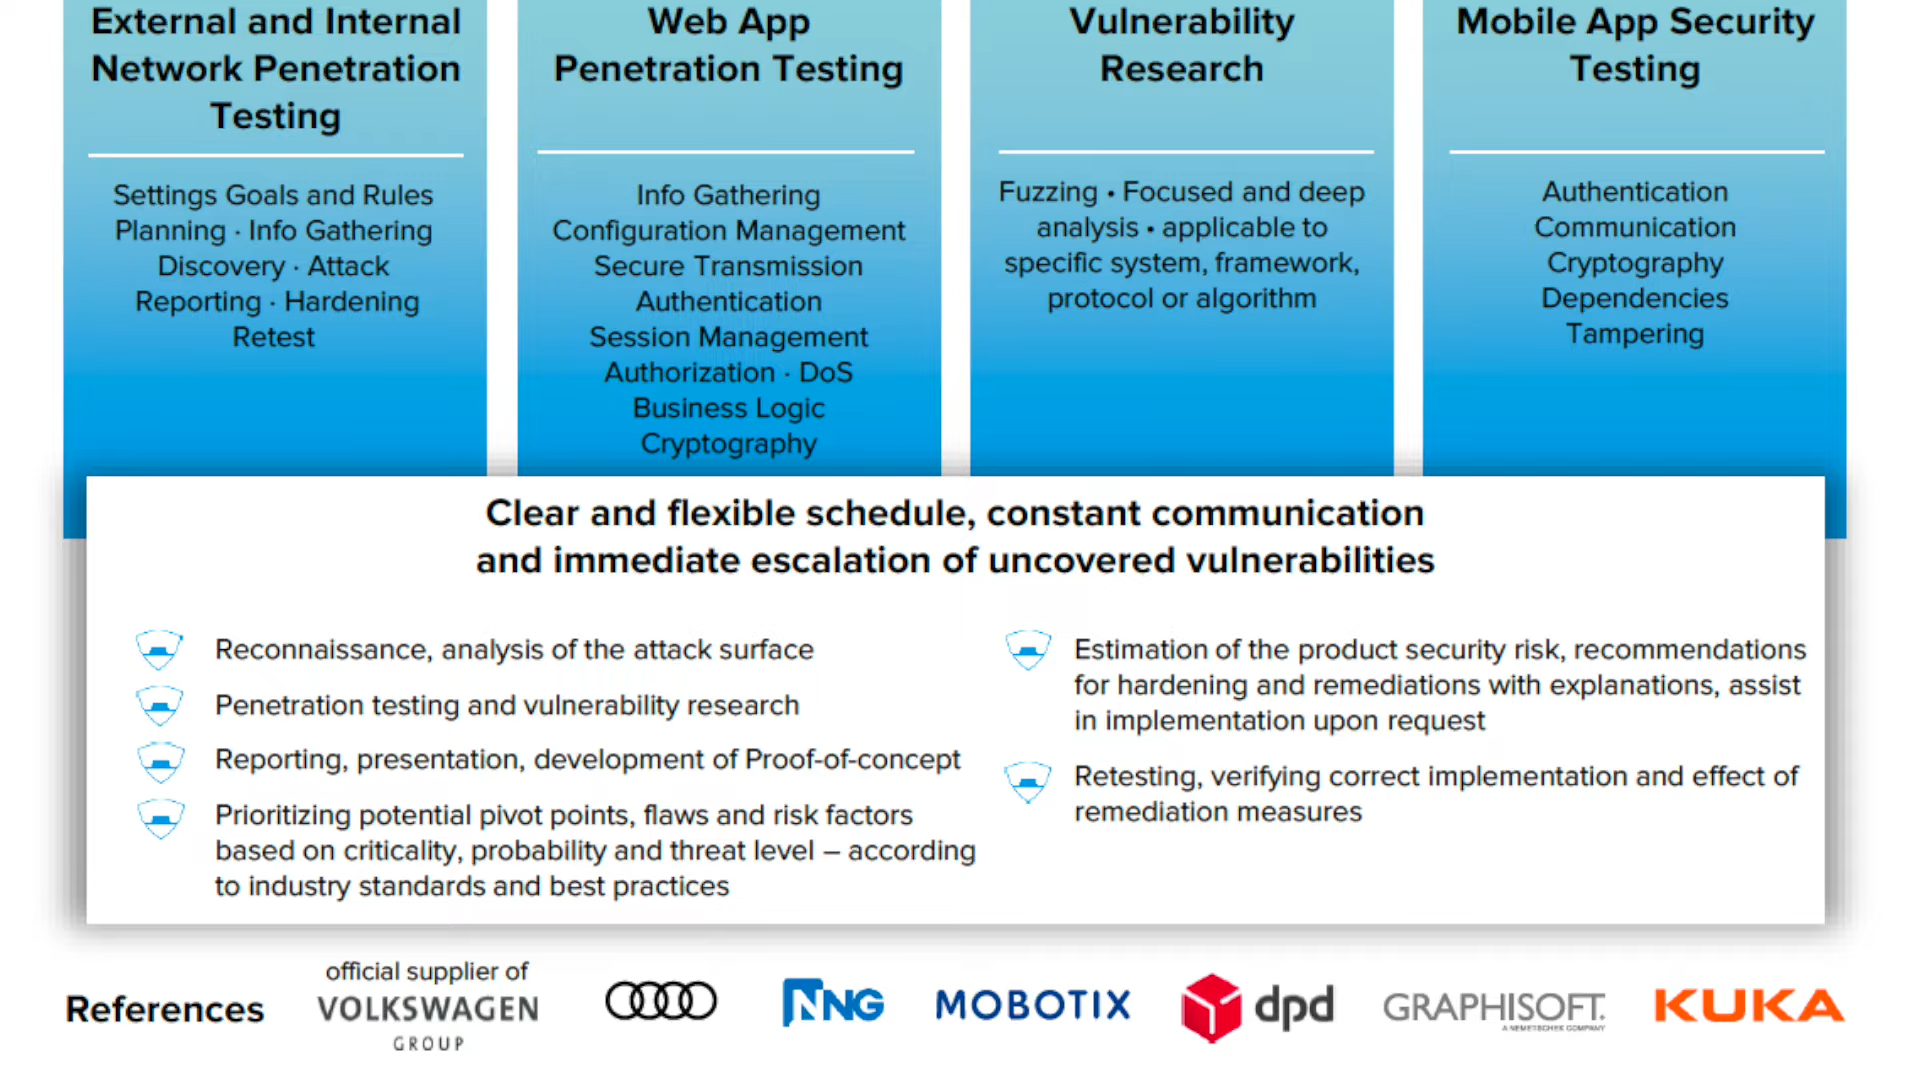 External and Internal
Network Penetration
Testing
Settings Goals and Rules
Planning · Info Gathering
Discovery · Attack
Reporting · Hardening
Retest
Web App
Penetration Testing
Info Gathering
Configuration Management
Secure Transmission
Authentication
Session Management
Authorization · DoS
Business Logic
Cryptography
Vulnerability
Research
Fuzzing • Focused and deep
analysis • applicable to
specific system, framework,
protocol or algorithm
Mobile App Security
Testing
Authentication
Communication
Cryptography
Dependencies
Tampering
Clear and flexible schedule, constant communication
and immediate escalation of uncovered vulnerabilities
Reconnaissance, analysis of the attack surface
Penetration testing and vulnerability research
Reporting, presentation, development of Proof-of-concept
Prioritizing potential pivot points, flaws and risk factors
based on criticality, probability and threat level – according
to industry standards and best practices
Estimation of the product security risk, recommendations
for hardening and remediations with explanations, assist
in implementation upon request
Retesting, verifying correct implementation and effect of
remediation measures
References
official supplier of
VOLKSWAGEN
GROUP
NNG
MOBOTIX
dpd
GRAPHISOFT.
A NEMETSCHEK COMPANY
KUKA